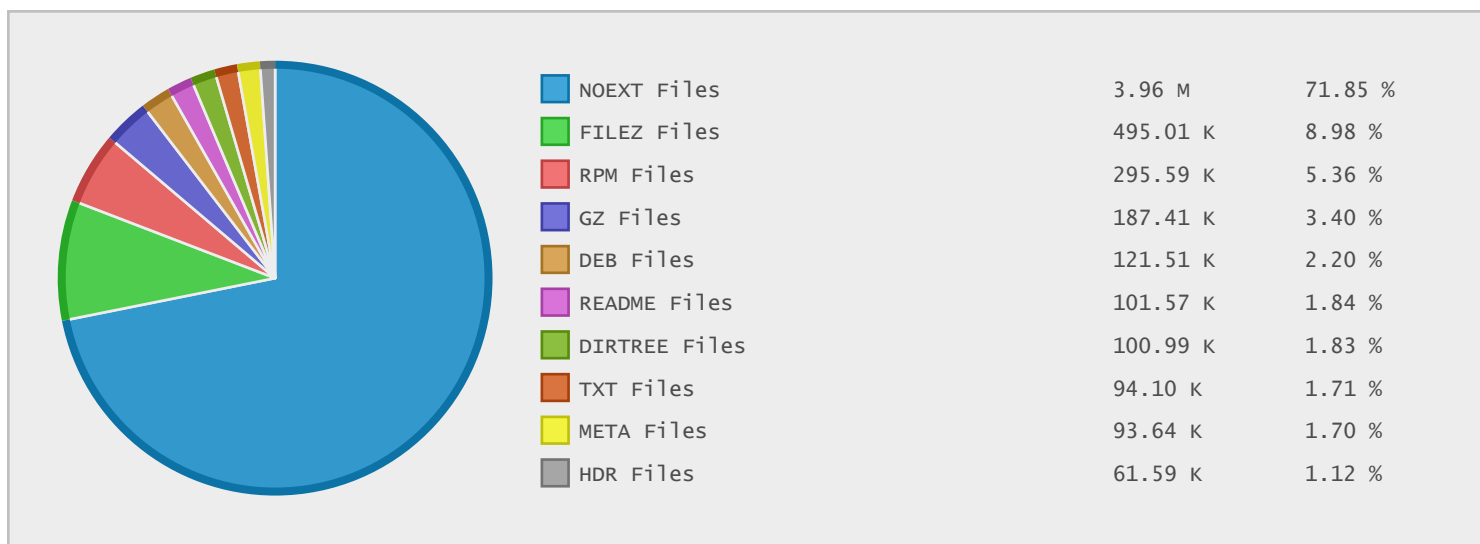 NOEXT Files 3.96 M 71.85 %
FILEZ Files 495.01 K 8.98 %
RPM Files 295.59 K 5.36 %
GZ Files 187.41 K 3.40 %
DEB Files 121.51 K 2.20 %
README Files 101.57 K 1.84 %
DIRTREE Files 100.99 K 1.83 %
TXT Files 94.10 K 1.71 %
META Files 93.64 K 1.70 %
HDR Files 61.59 K 1.12 %